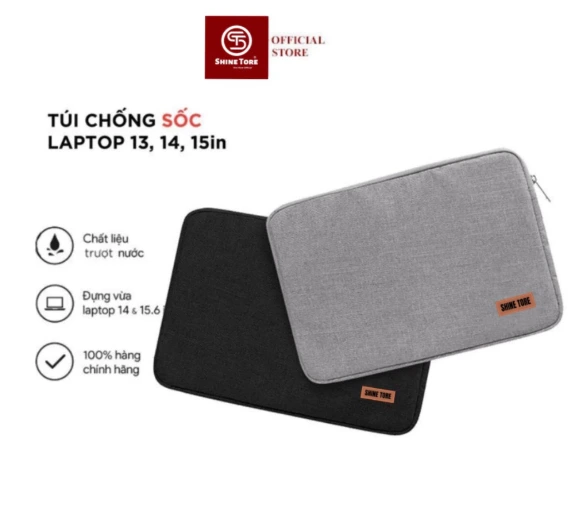 SHINE TORE
OFFICIAL
STORE
TÚI CHỐNG SỐC
LAPTOP 13, 14, 15in
Chất liệu
trượt nước
Đựng vừa
laptop 14 & 15.6
100% hàng
chính hãng
SHINE TORE
SHINE TORE